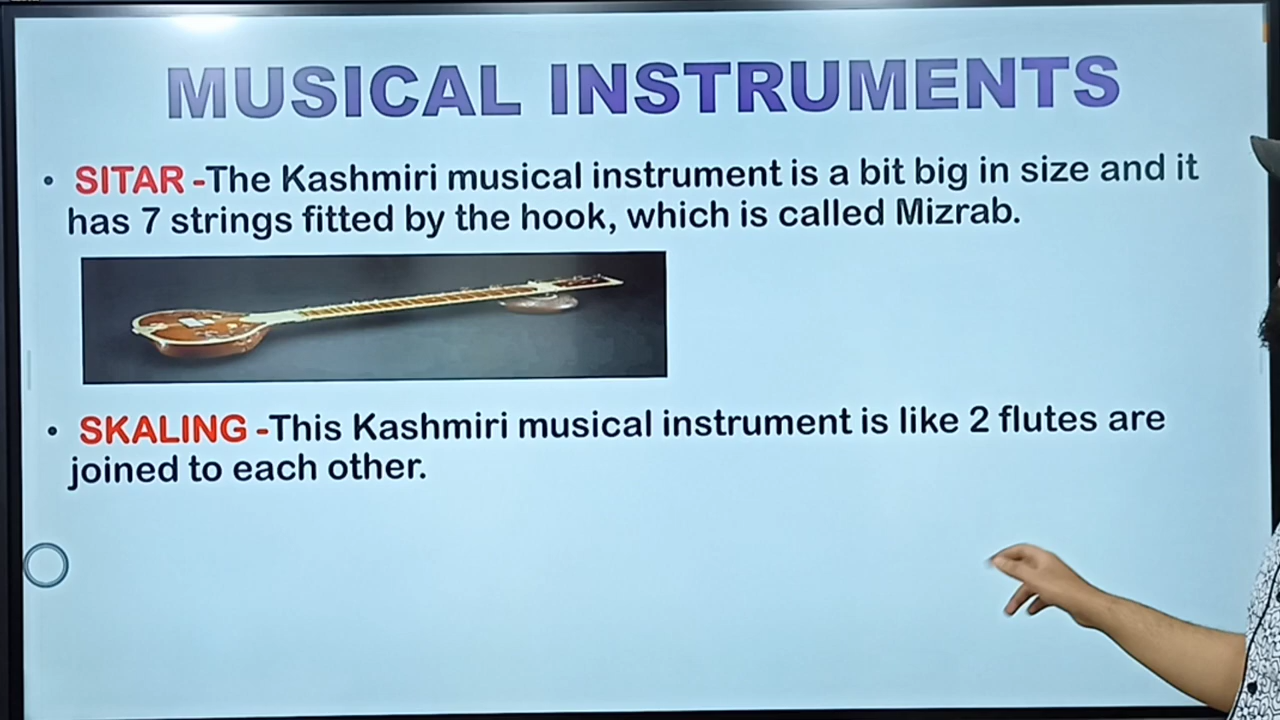 MUSICAL INSTRUMENTS
• SITAR -The Kashmiri musical instrument is a bit big in size and it
has 7 strings fitted by the hook, which is called Mizrab.
• SKALING -This Kashmiri musical instrument is like 2 flutes are
joined to each other.